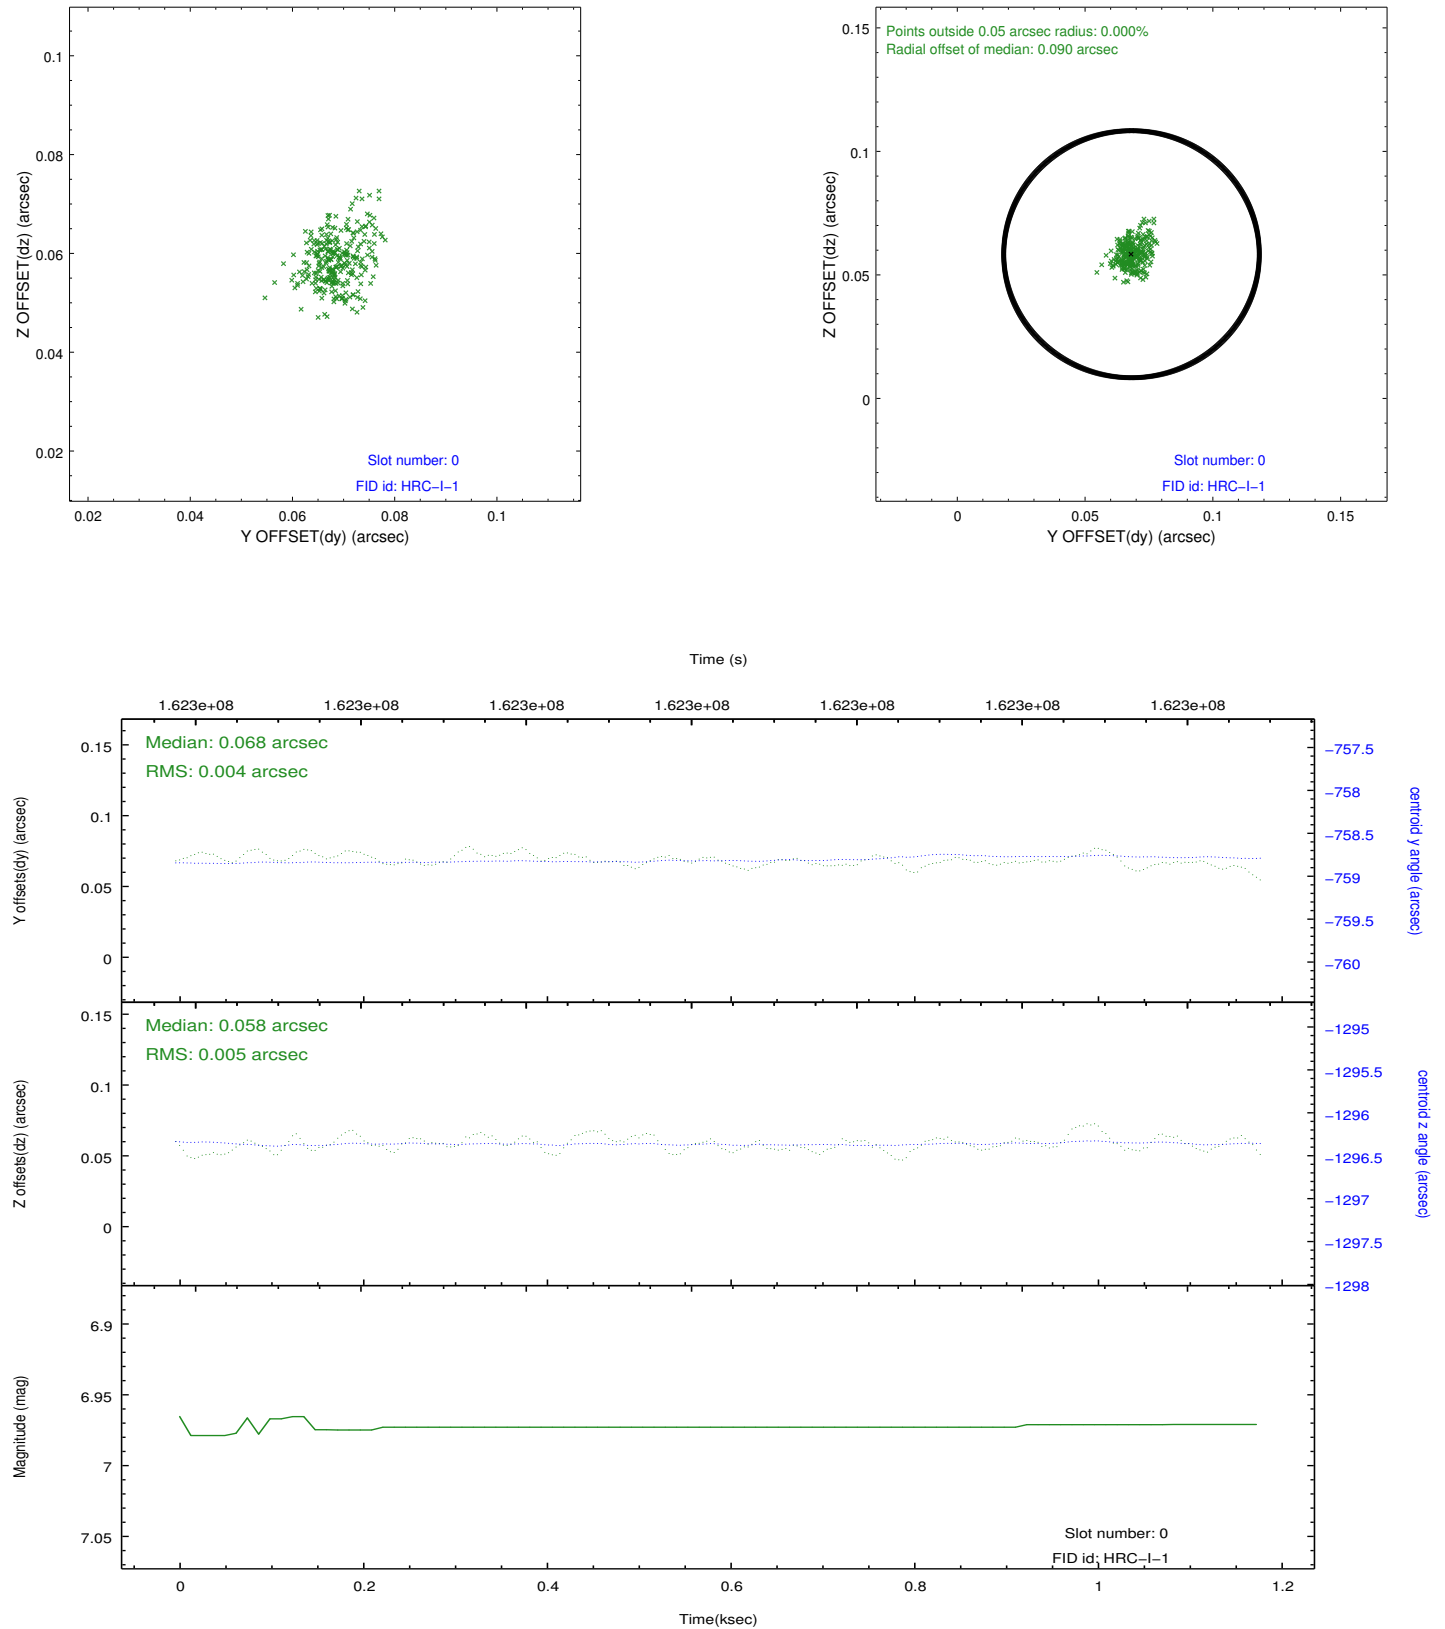 0.1
0.08
0.06
0.04
0.02
Z OFFSET(dz) (arcsec)
Slot number: 0
FID id: HRC−I−1
0.02 0.04 0.06 0.08 0.1
Y OFFSET(dy) (arcsec)
Points outside 0.05 arcsec radius: 0.000%
Radial offset of median: 0.090 arcsec
0.15
0.1
0.05
0
Z OFFSET(dz) (arcsec)
Slot number: 0
FID id: HRC−I−1
0 0.05 0.1 0.15
Y OFFSET(dy) (arcsec)
Time (s)
1.623e+08 1.623e+08 1.623e+08 1.623e+08 1.623e+08 1.623e+08 1.623e+08
Median: 0.068 arcsec
RMS: 0.004 arcsec
0.15
0.1
0.05
0
Y offsets(dy) (arcsec)
−757.5
−758
−758.5
−759
−759.5
−760
centroid y angle (arcsec)
Median: 0.058 arcsec
RMS: 0.005 arcsec
0.15
0.1
0.05
0
Z offsets(dz) (arcsec)
−1295
−1295.5
−1296
−1296.5
−1297
−1297.5
−1298
centroid z angle (arcsec)
6.9
6.95
7
7.05
Magnitude (mag)
Slot number: 0
FID id: HRC−I−1
0 0.2 0.4 0.6 0.8 1 1.2
Time(ksec)